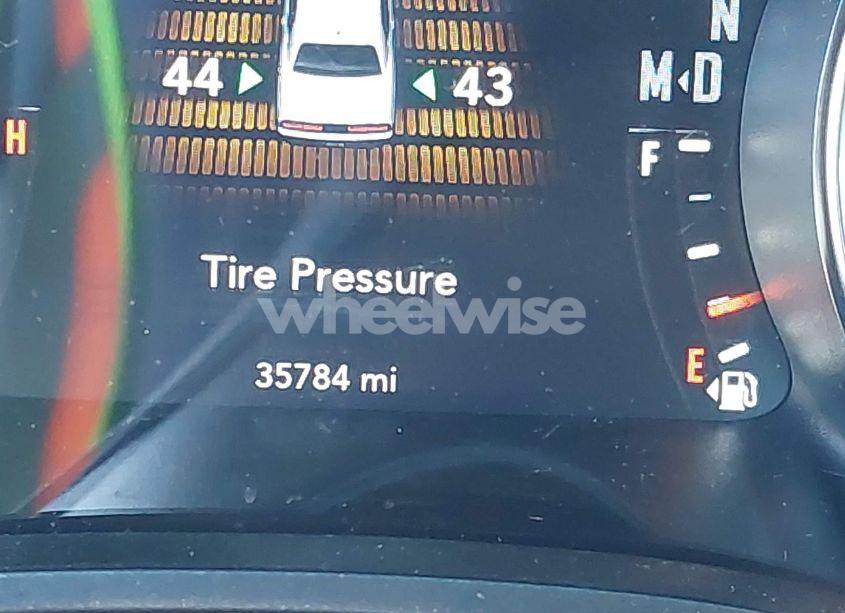 N
44 43
M D
H
F
Tire Pressure
wheelwise
35784 mi
E